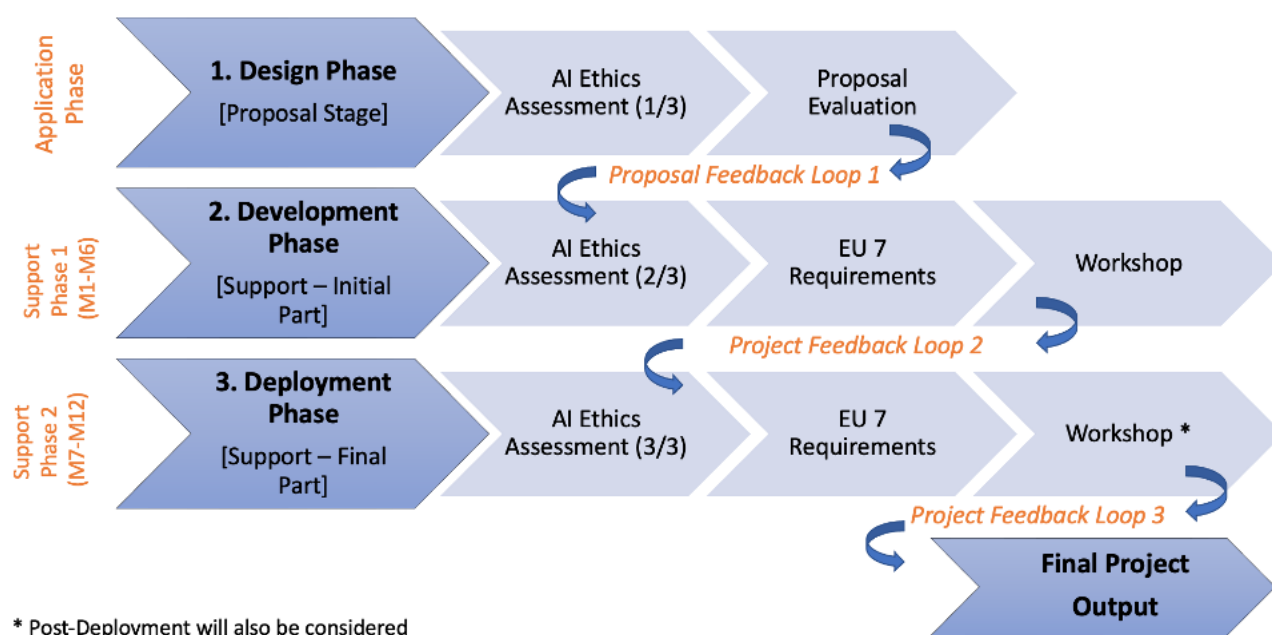 Application
Phase
1. Design Phase
[Proposal Stage]
AI Ethics
Assessment (1/3)
Proposal
Evaluation
Proposal Feedback Loop 1
Support
Phase 1
(M1-M6)
2. Development
Phase
[Support – Initial
Part]
AI Ethics
Assessment (2/3)
EU 7
Requirements
Workshop
Project Feedback Loop 2
Support
Phase 2
(M7-M12)
3. Deployment
Phase
[Support – Final
Part]
AI Ethics
Assessment (3/3)
EU 7
Requirements
Workshop *
Project Feedback Loop 3
Final Project
Output
* Post-Deployment will also be considered